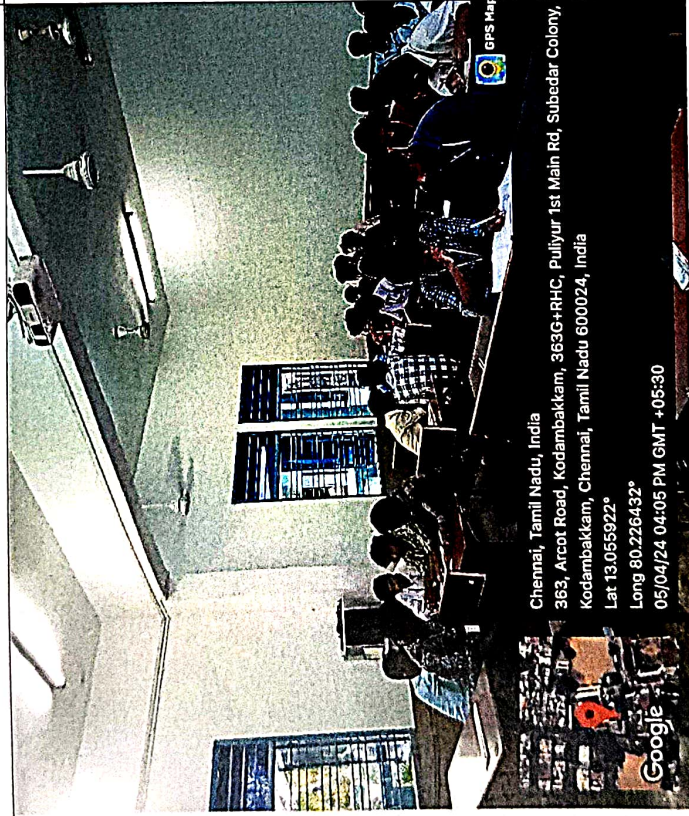 GPS Map
Chennai, Tamil Nadu, India
363, Arcot Road, Kodambakkam, 363G+RHC, Puliyur 1st Main Rd, Subedar Colony,
Kodambakkam, Chennai, Tamil Nadu 600024, India
Lat 13.055922°
Long 80.226432°
05/04/24 04:05 PM GMT +05:30
Google